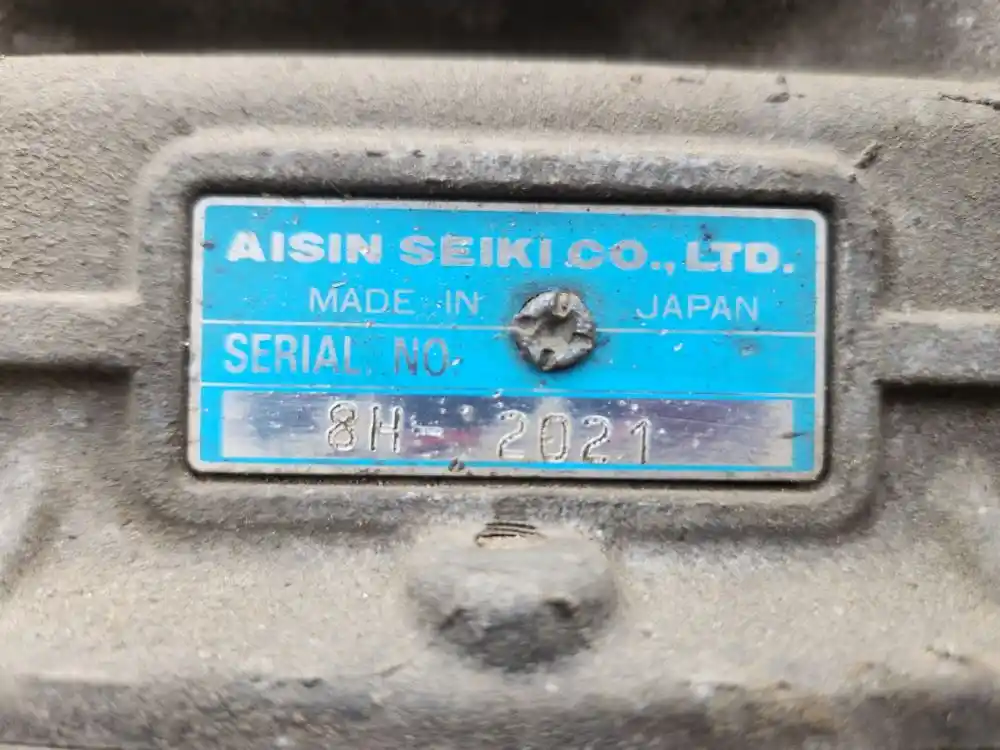 AISIN SEIKI CO., LTD.
MADE IN JAPAN
SERIAL NO.
8H- 2021